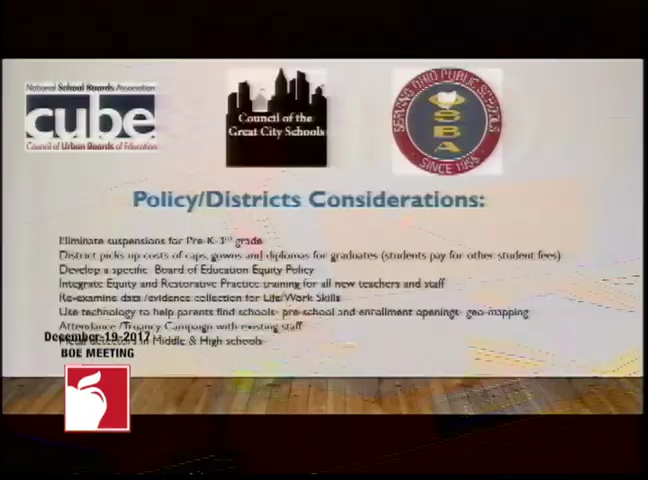 National School Boards Association
cube
Council of Urban Boards of Education
Council of the
Great City Schools
SERVING OHIO PUBLIC SCHOOLS
OSBA
SINCE 1955
Policy/Districts Considerations:
Eliminate suspensions for Pre-K-3rd grade
District picks up costs of caps, gowns and diplomas for graduates (students pay for other student fees)
Develop a specific Board of Education Equity Policy
Integrate Equity and Restorative Practice training for all new teachers and staff
Re-examine data /evidence collection for Life/Work Skills
Use technology to help parents find schools- pre-school and enrollment openings- geo-mapping
Attendance /Truancy Campaign with existing staff
Metal detectors in Middle & High schools
December-19-2017
BOE MEETING